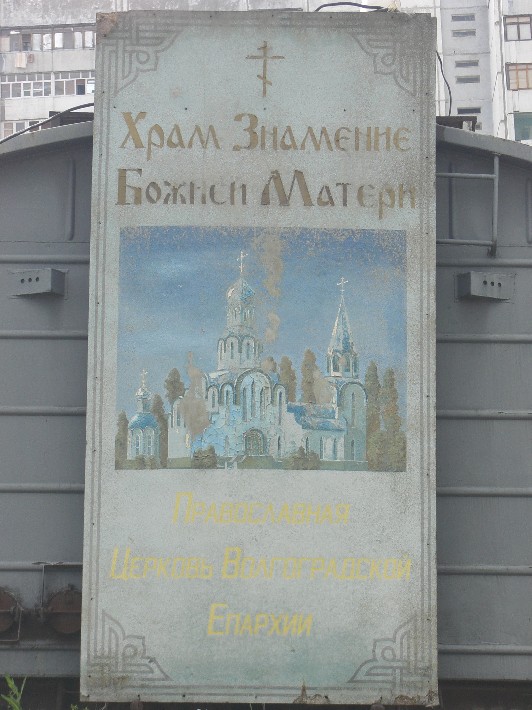 Храм Знамение
Божией Матери
Православная
Церковь Волгоградской
Епархии